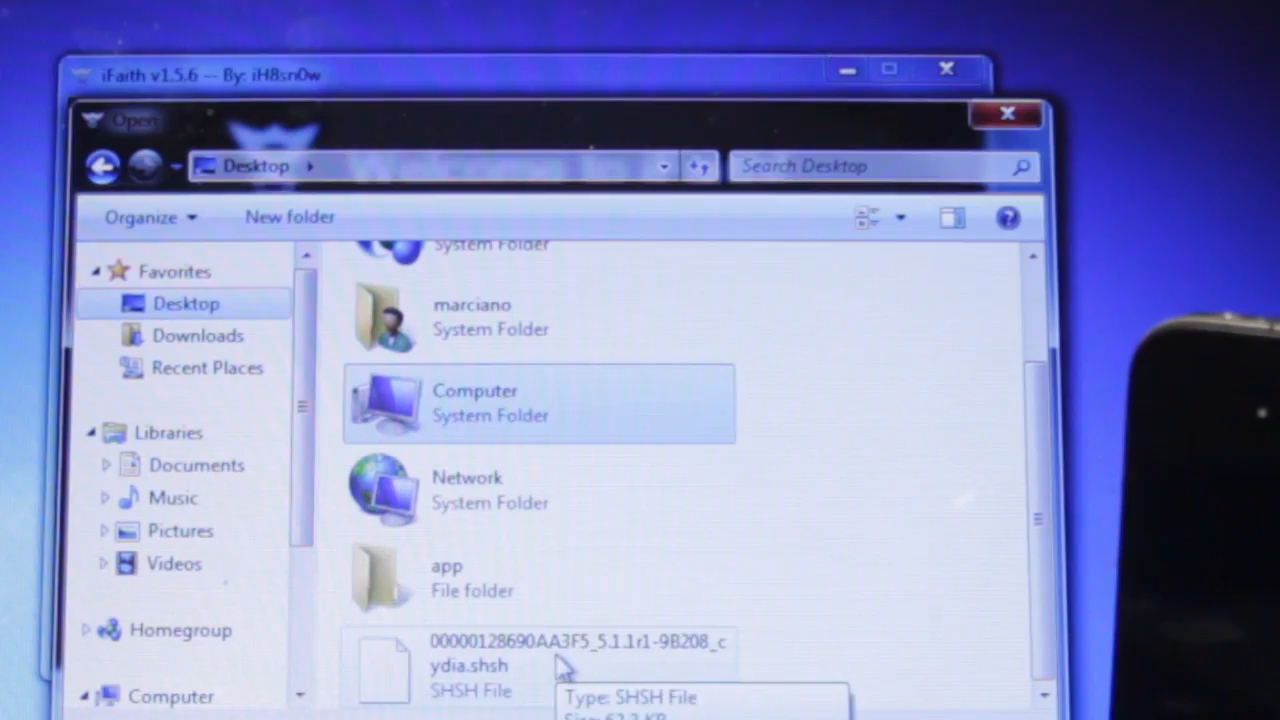 iFaith v1.5.6 -- By: iH8sn0w
Open
Desktop
Search Desktop
Organize
New folder
System Folder
Favorites
Desktop
Downloads
Recent Places
Libraries
Documents
Music
Pictures
Videos
Homegroup
Computer
marciano
System Folder
Computer
System Folder
Network
System Folder
app
File folder
00000128690AA3F5_5.1.1r1-9B208_c
ydia.shsh
SHSH File
Type: SHSH File